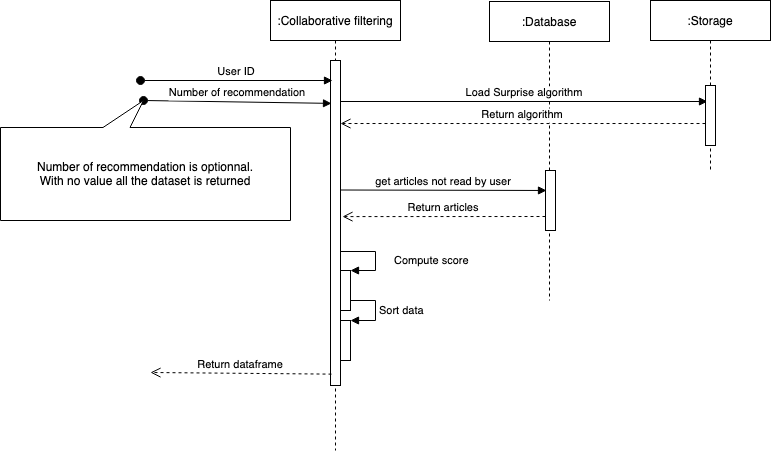 :Collaborative filtering
:Database
:Storage
User ID
Number of recommendation
Load Surprise algorithm
Return algorithm
Number of recommendation is optionnal.
With no value all the dataset is returned
get articles not read by user
Return articles
Compute score
Sort data
Return dataframe